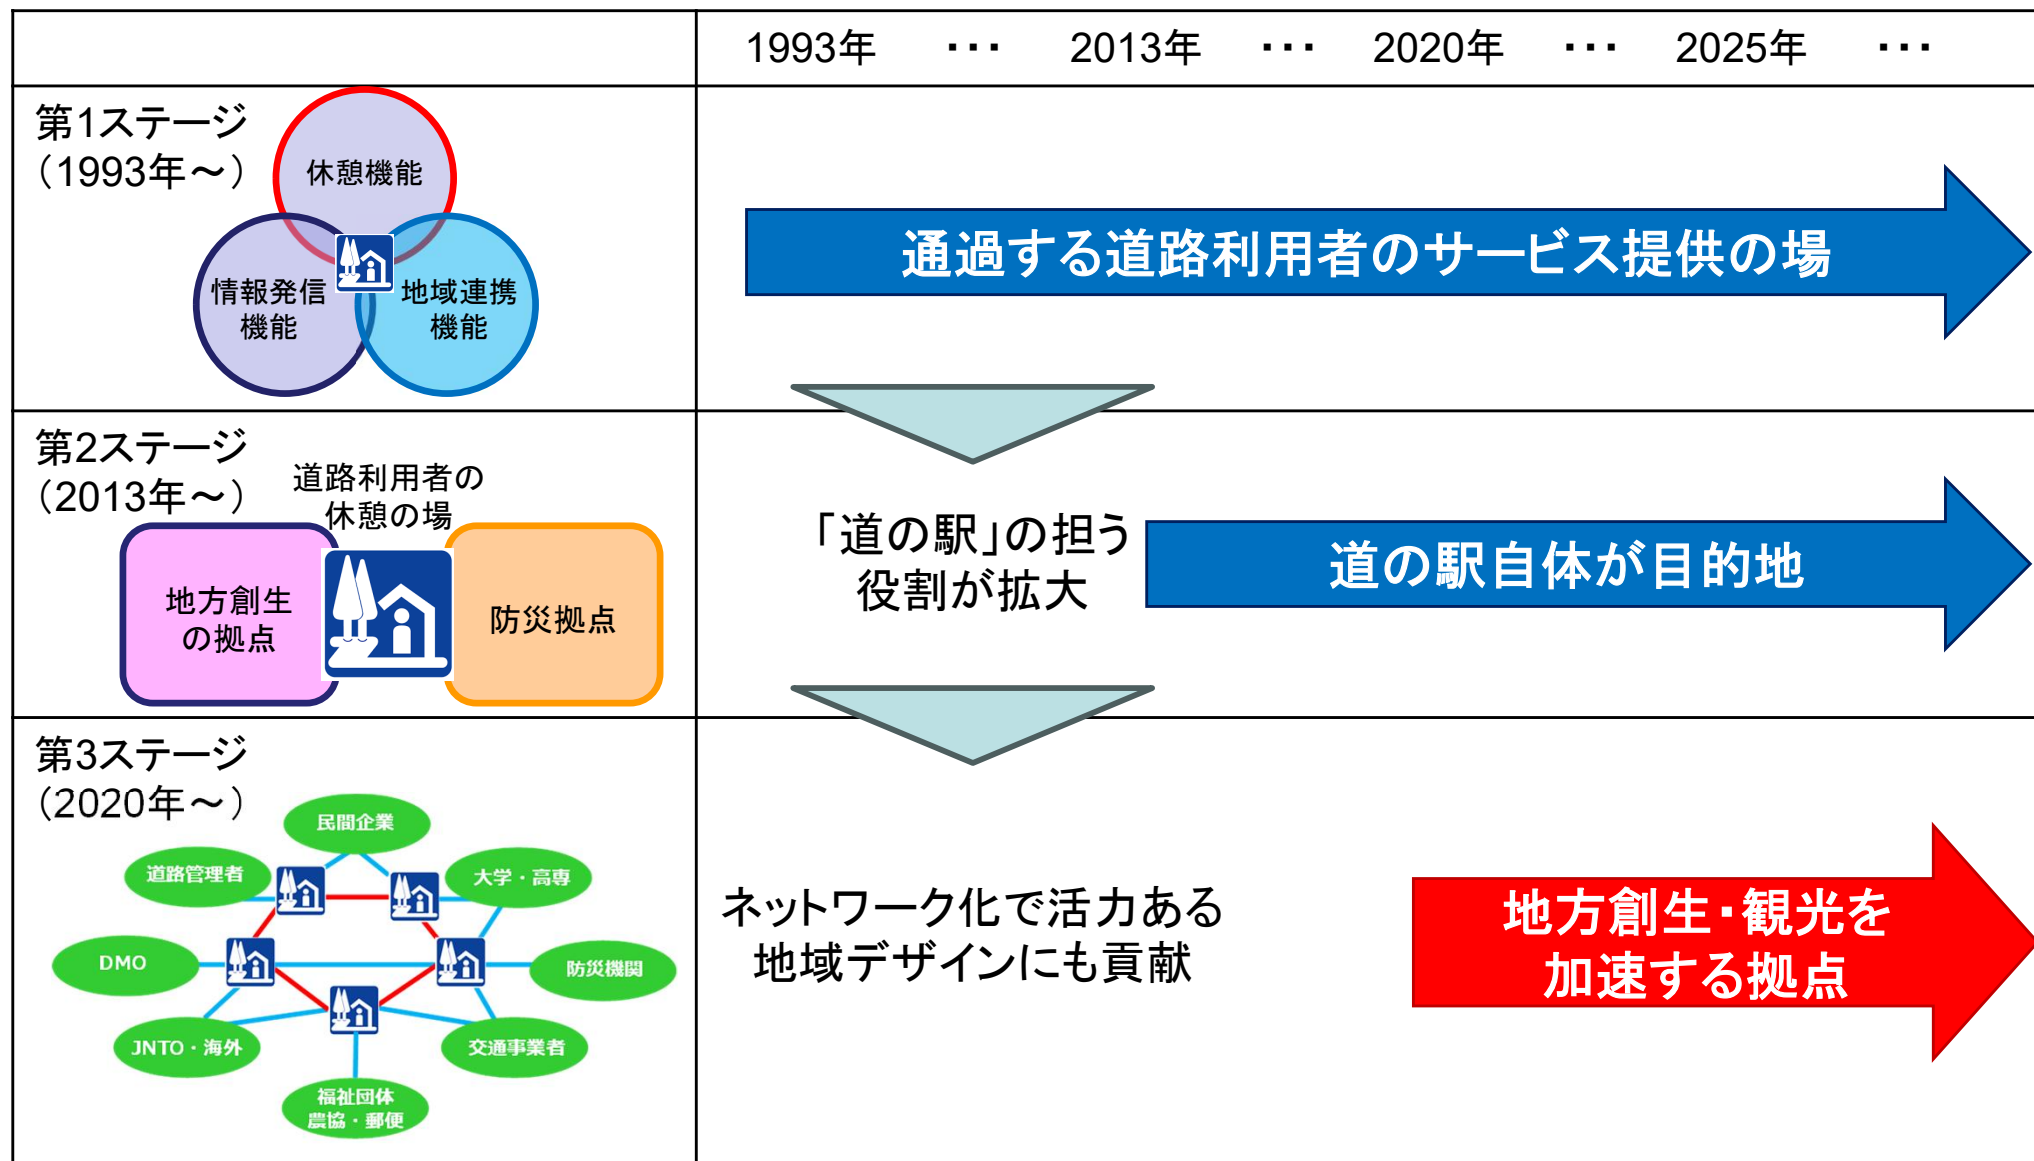 1993年 ・・・ 2013年 ・・・ 2020年 ・・・ 2025年 ・・・
第1ステージ
（1993年～）
休憩機能
情報発信
機能
地域連携
機能
通過する道路利用者のサービス提供の場
第2ステージ
（2013年～）
道路利用者の
休憩の場
地方創生
の拠点
防災拠点
「道の駅」の担う
役割が拡大
道の駅自体が目的地
第3ステージ
（2020年～）
民間企業
道路管理者
大学・高専
DMO
防災機関
JNTO・海外
交通事業者
福祉団体
農協・郵便
ネットワーク化で活力ある
地域デザインにも貢献
地方創生・観光を
加速する拠点